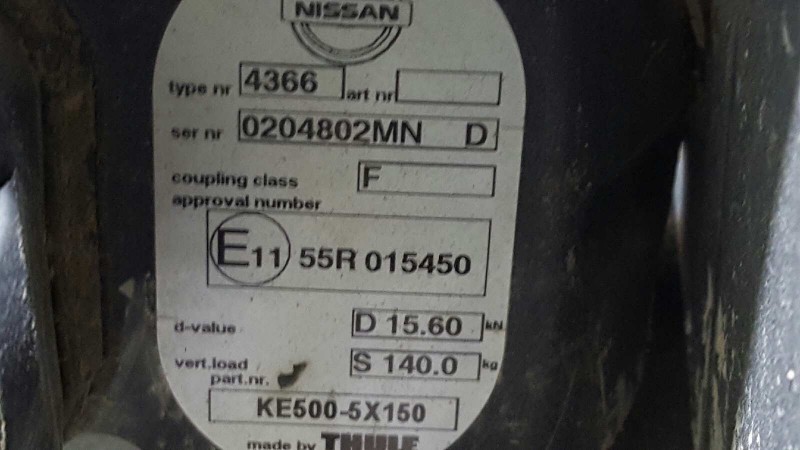 NISSAN
type nr 4366 art nr
ser nr 0204802MN D
coupling class F
approval number
E11 55R 015450
d-value D 15.60 kN
vert.load S 140.0 kg
part.nr.
KE500-5X150
made by THULE